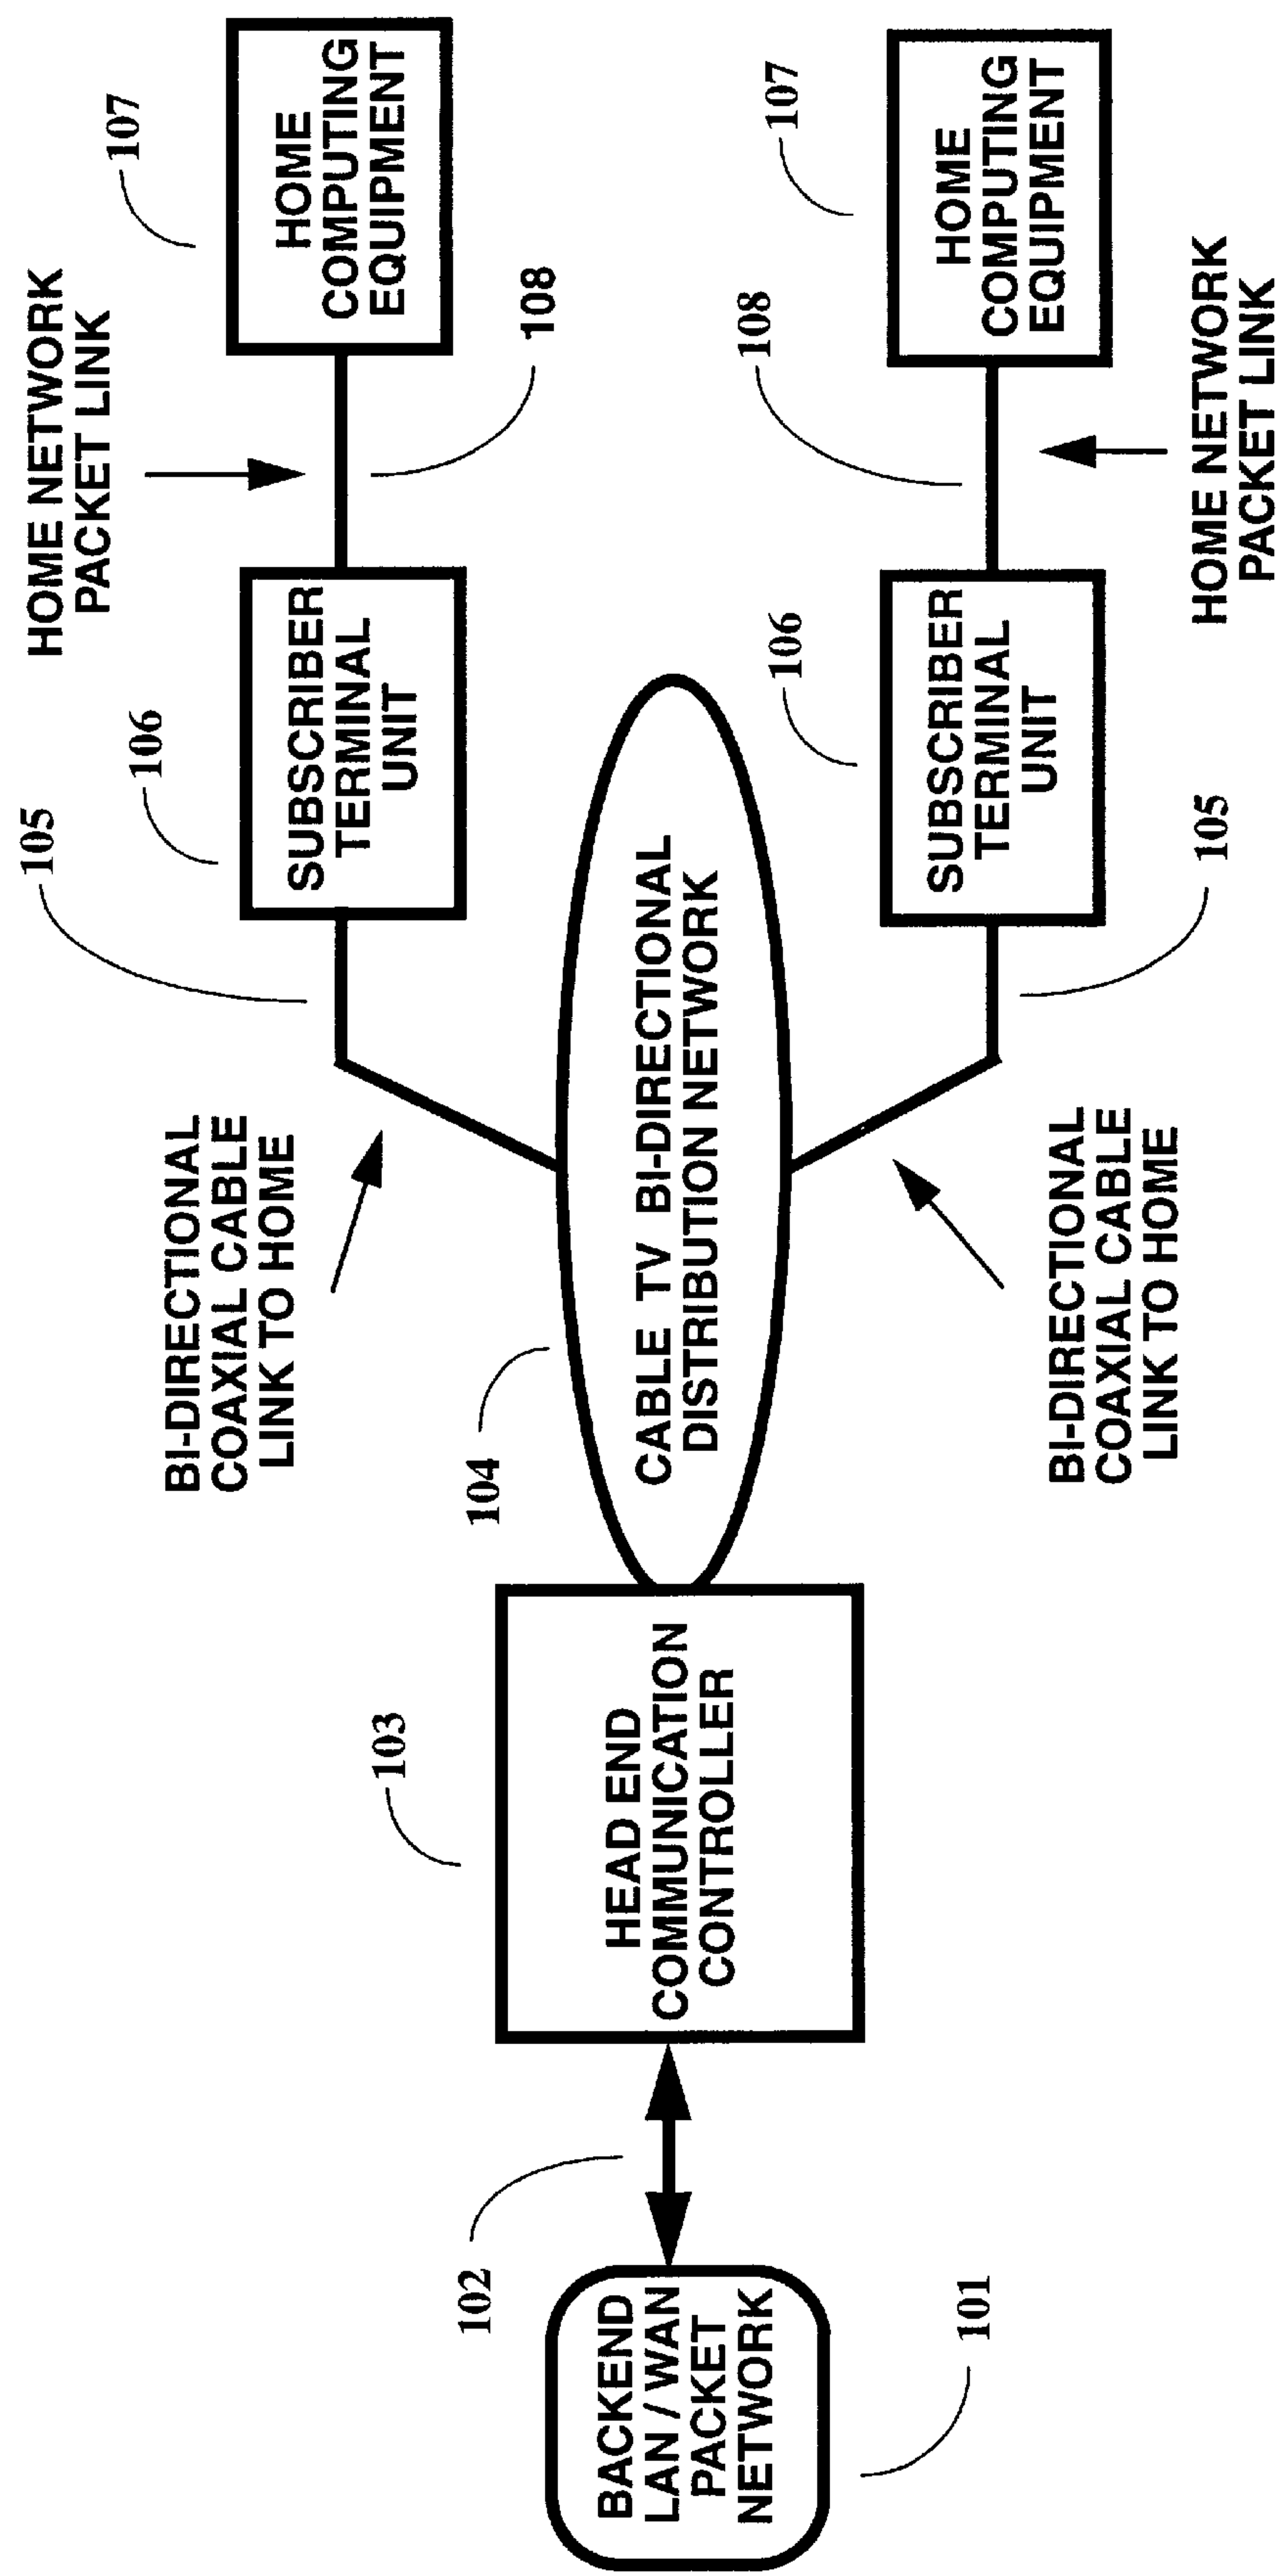 HOME NETWORK
PACKET LINK
107
HOME
COMPUTING
EQUIPMENT
108
105
106
SUBSCRIBER
TERMINAL
UNIT
BI-DIRECTIONAL
COAXIAL CABLE
LINK TO HOME
101
BACKEND
LAN / WAN
PACKET
NETWORK
102
103
HEAD END
COMMUNICATION
CONTROLLER
104
CABLE TV BI-DIRECTIONAL
DISTRIBUTION NETWORK
106
SUBSCRIBER
TERMINAL
UNIT
108
107
HOME
COMPUTING
EQUIPMENT
BI-DIRECTIONAL
COAXIAL CABLE
LINK TO HOME
105
HOME NETWORK
PACKET LINK